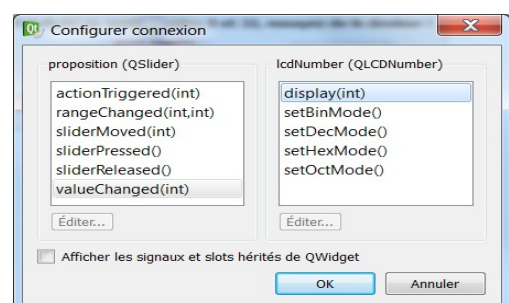 Qt Configurer connexion
proposition (QSlider)
actionTriggered(int)
rangeChanged(int,int)
sliderMoved(int)
sliderPressed()
sliderReleased()
valueChanged(int)
Éditer...
lcdNumber (QLCDNumber)
display(int)
setBinMode()
setDecMode()
setHexMode()
setOctMode()
Éditer...
Afficher les signaux et slots hérités de QWidget
OK
Annuler